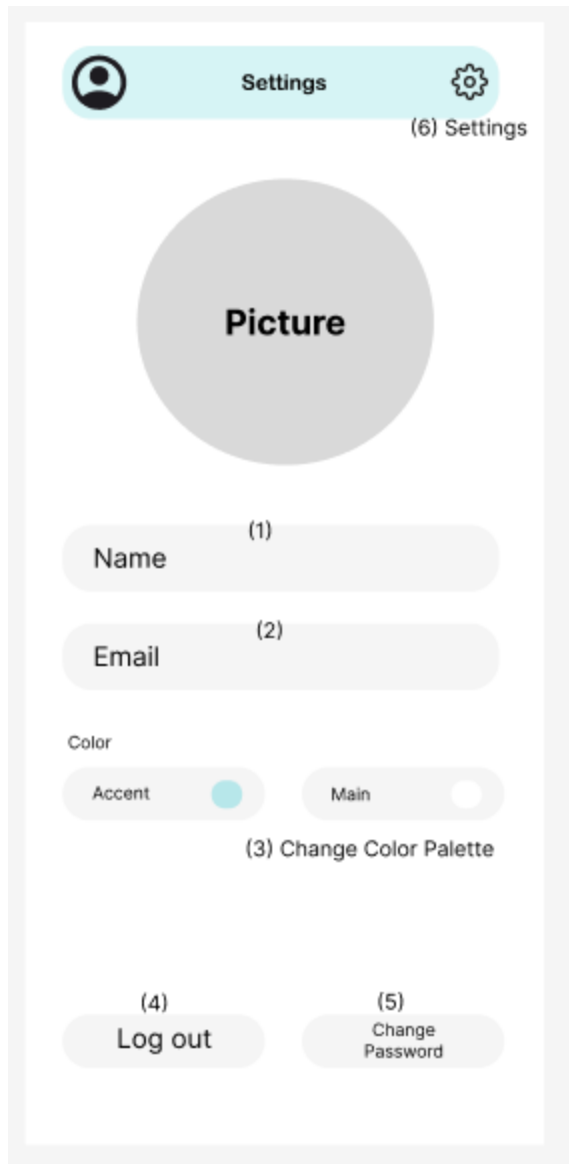 Settings
(6) Settings
Picture
(1)
Name
(2)
Email
Color
Accent
Main
(3) Change Color Palette
(4)
Log out
(5)
Change
Password